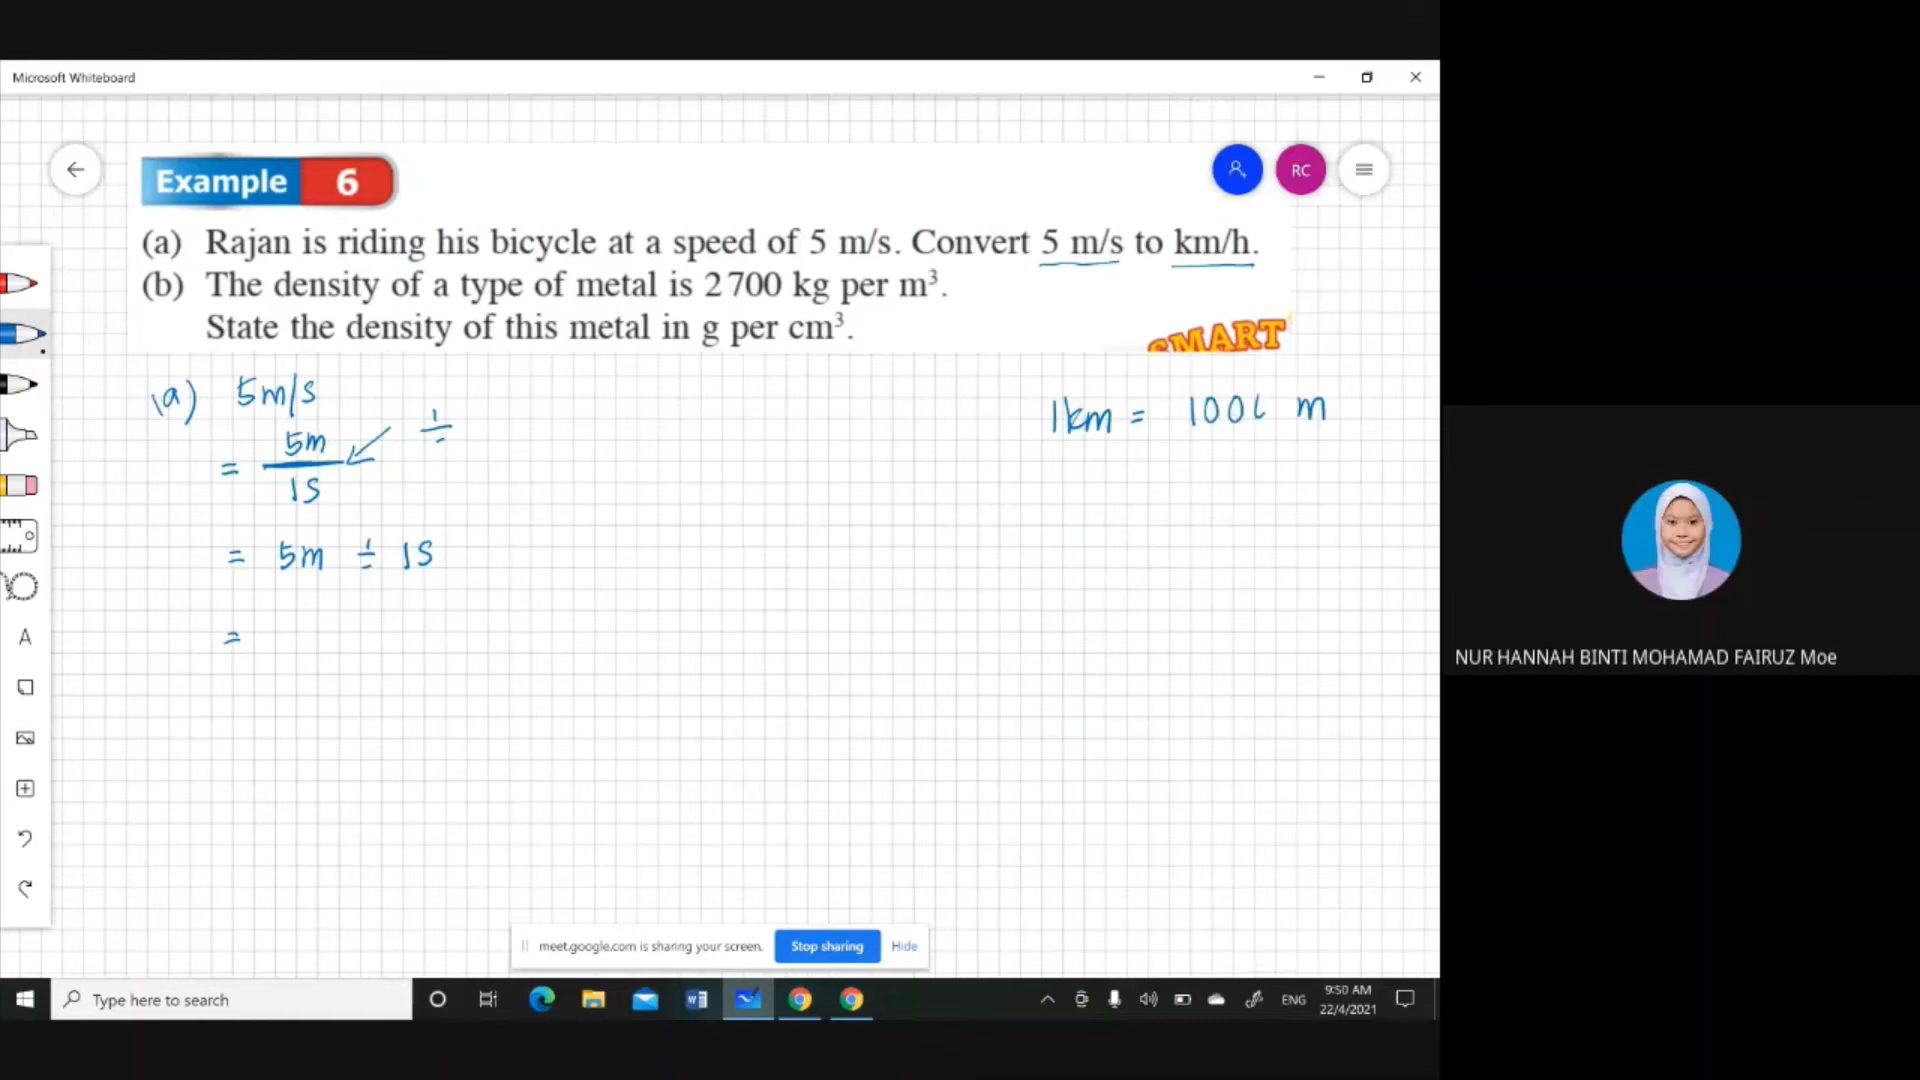 Microsoft Whiteboard
Example 6
RC
(a) Rajan is riding his bicycle at a speed of 5 m/s. Convert 5 m/s to km/h.
(b) The density of a type of metal is 2 700 kg per m³.
State the density of this metal in g per cm³.
SMART
(a) 5m/s
÷
= 5m
1s
= 5m ÷ 1s
=
1km = 100 m
A
NUR HANNAH BINTI MOHAMAD FAIRUZ Moe
meet.google.com is sharing your screen. Stop sharing Hide
Type here to search
ENG
9:50 AM
22/4/2021